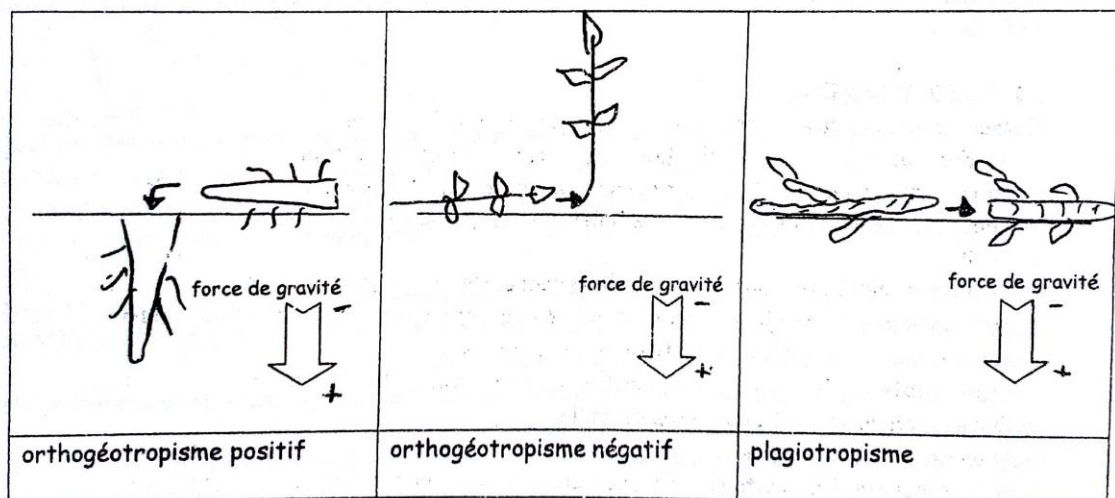 force de gravité
-
+
force de gravité
-
+
force de gravité
-
+
orthogéotropisme positif
orthogéotropisme négatif
plagiotropisme